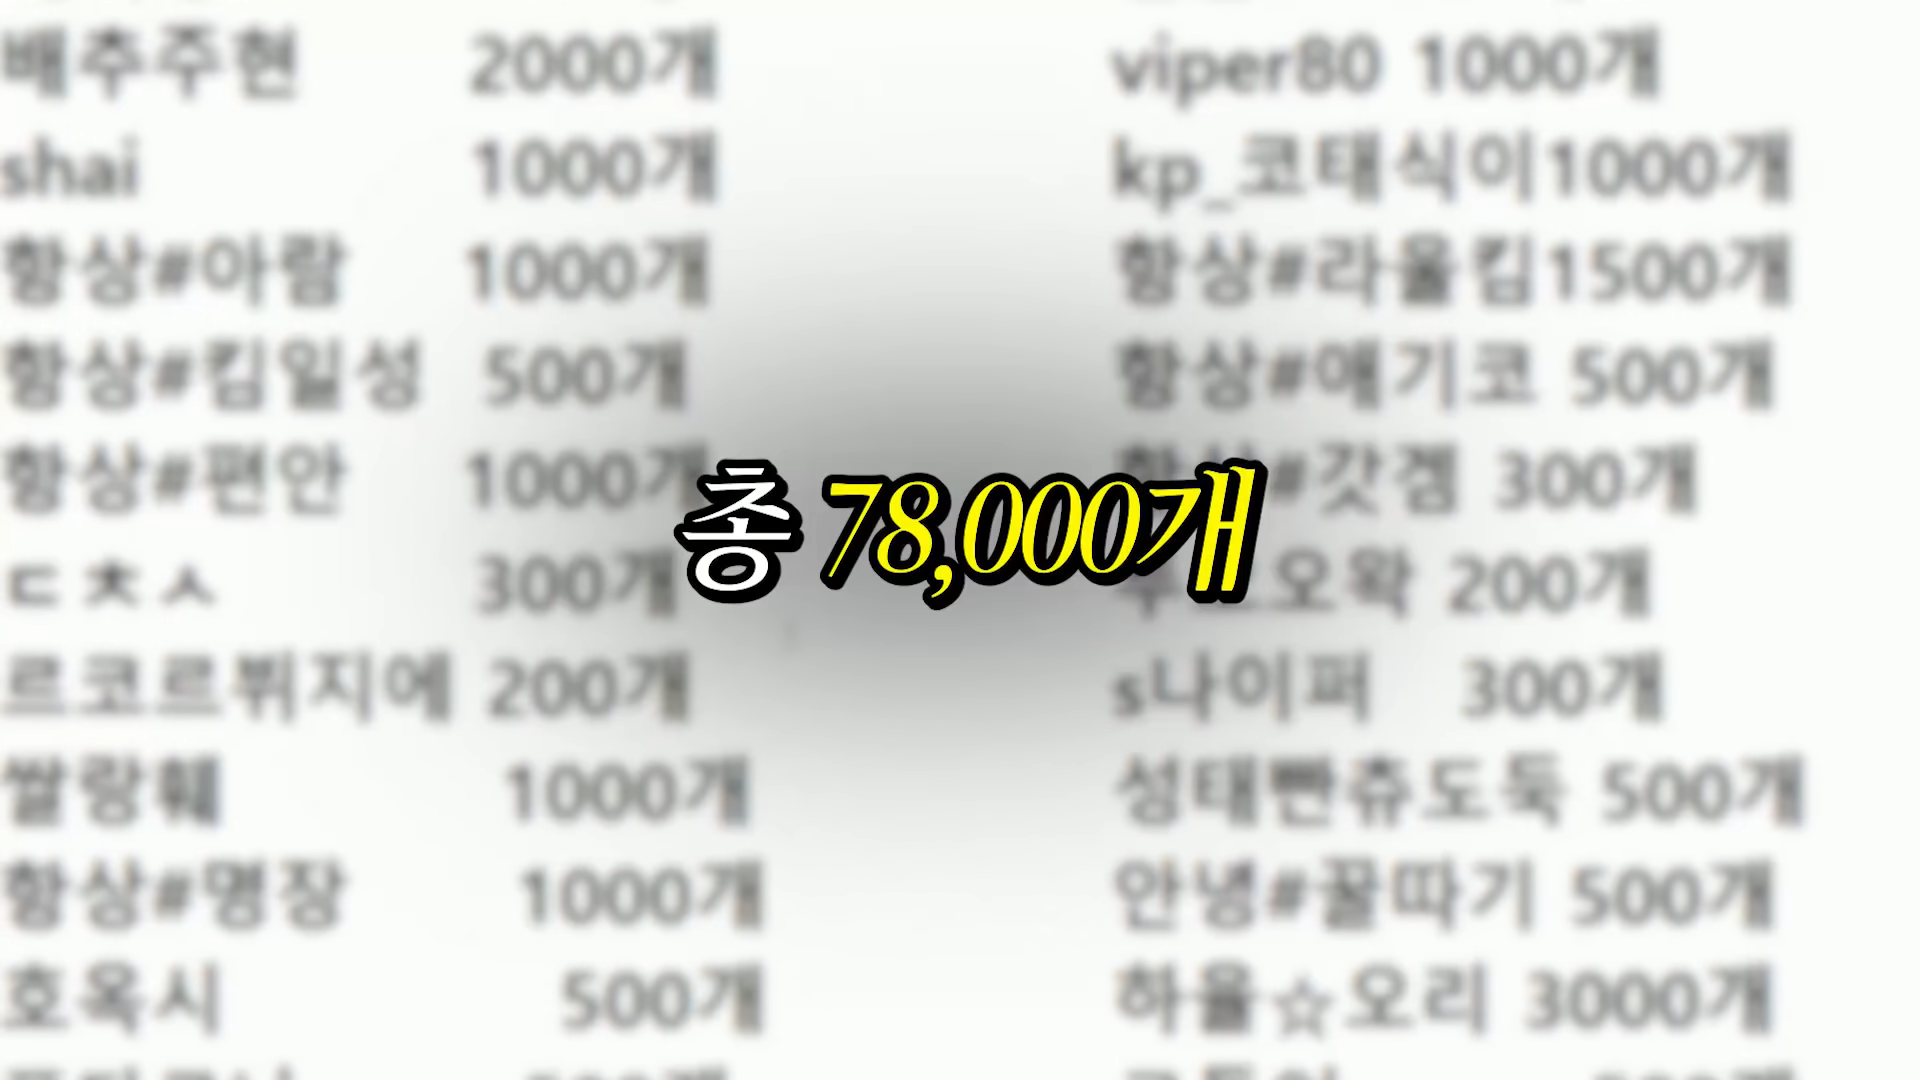 배추주현 2000개
shai 1000개
항상#아람 1000개
항상#킴일성 500개
항상#편안 1000개
ㄷㅊㅅ 300개
르코르뷔지에 200개
쌀랑훼 1000개
항상#명장 1000개
호옥시 500개
viper80 1000개
kp_코태식이1000개
항상#라울킴1500개
항상#애기코 500개
#갓겜 300개
오왁 200개
s나이퍼 300개
성태빤쥬도둑 500개
안녕#꿀따기 500개
하율☆오리 3000개
총 78,000개